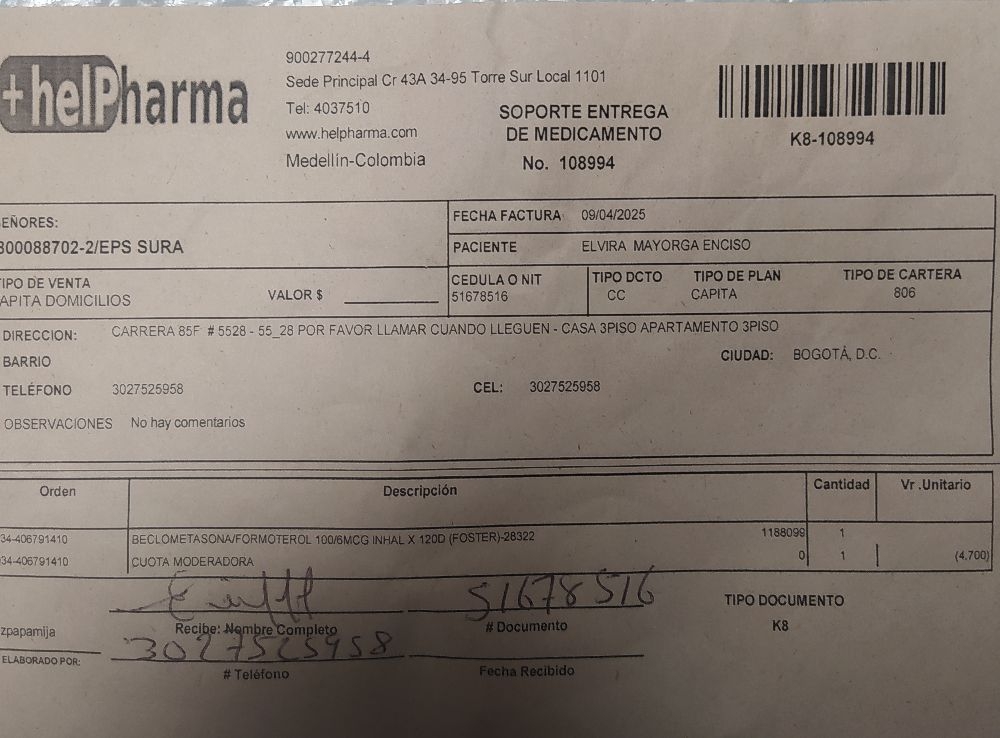 +helPharma
900277244-4
Sede Principal Cr 43A 34-95 Torre Sur Local 1101
Tel: 4037510
www.helpharma.com
Medellín-Colombia
SOPORTE ENTREGA
DE MEDICAMENTO
No. 108994
K8-108994
EÑORES:
800088702-2/EPS SURA
FECHA FACTURA 09/04/2025
PACIENTE ELVIRA MAYORGA ENCISO
IPO DE VENTA
APITA DOMICILIOS
VALOR $
CEDULA O NIT
51678516
TIPO DCTO
CC
TIPO DE PLAN
CAPITA
TIPO DE CARTERA
806
DIRECCION: CARRERA 85F # 5528 - 55_28 POR FAVOR LLAMAR CUANDO LLEGUEN - CASA 3PISO APARTAMENTO 3PISO
BARRIO
CIUDAD: BOGOTÁ, D.C.
TELÉFONO 3027525958
CEL: 3027525958
OBSERVACIONES No hay comentarios
Orden Descripción Cantidad Vr .Unitario
34-406791410 BECLOMETASONA/FORMOTEROL 100/6MCG INHAL X 120D (FOSTER)-28322 1188099 1
34-406791410 CUOTA MODERADORA 0 1 (4,700)
51678516
Recibe: Nombre Completo
# Documento
TIPO DOCUMENTO
K8
zpapamija
ELABORADO POR:
3027525958
# Teléfono
Fecha Recibido